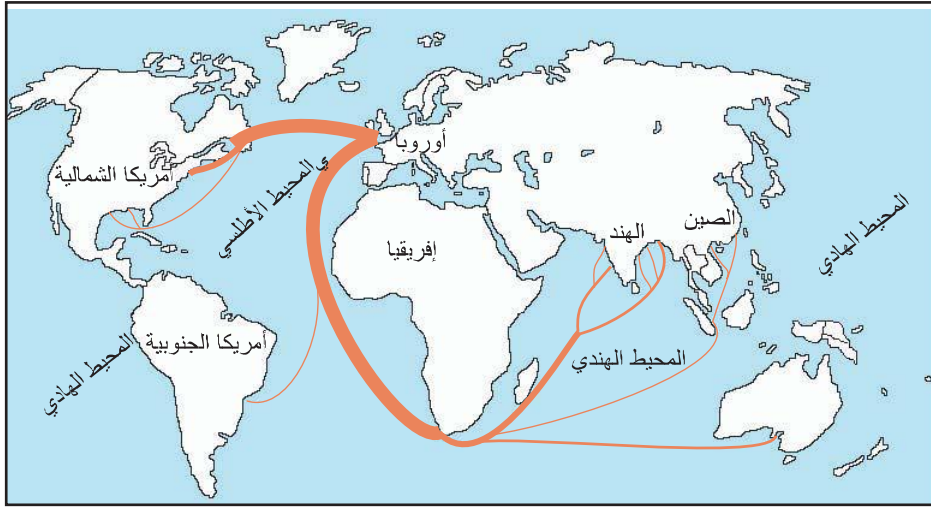 أوروبا
أمريكا الشمالية
ي المحيط الأطلسي
المحيط الهادي
الصين
الهند
إفريقيا
أمريكا الجنوبية
المحيط الهندي
المحيط الهادي